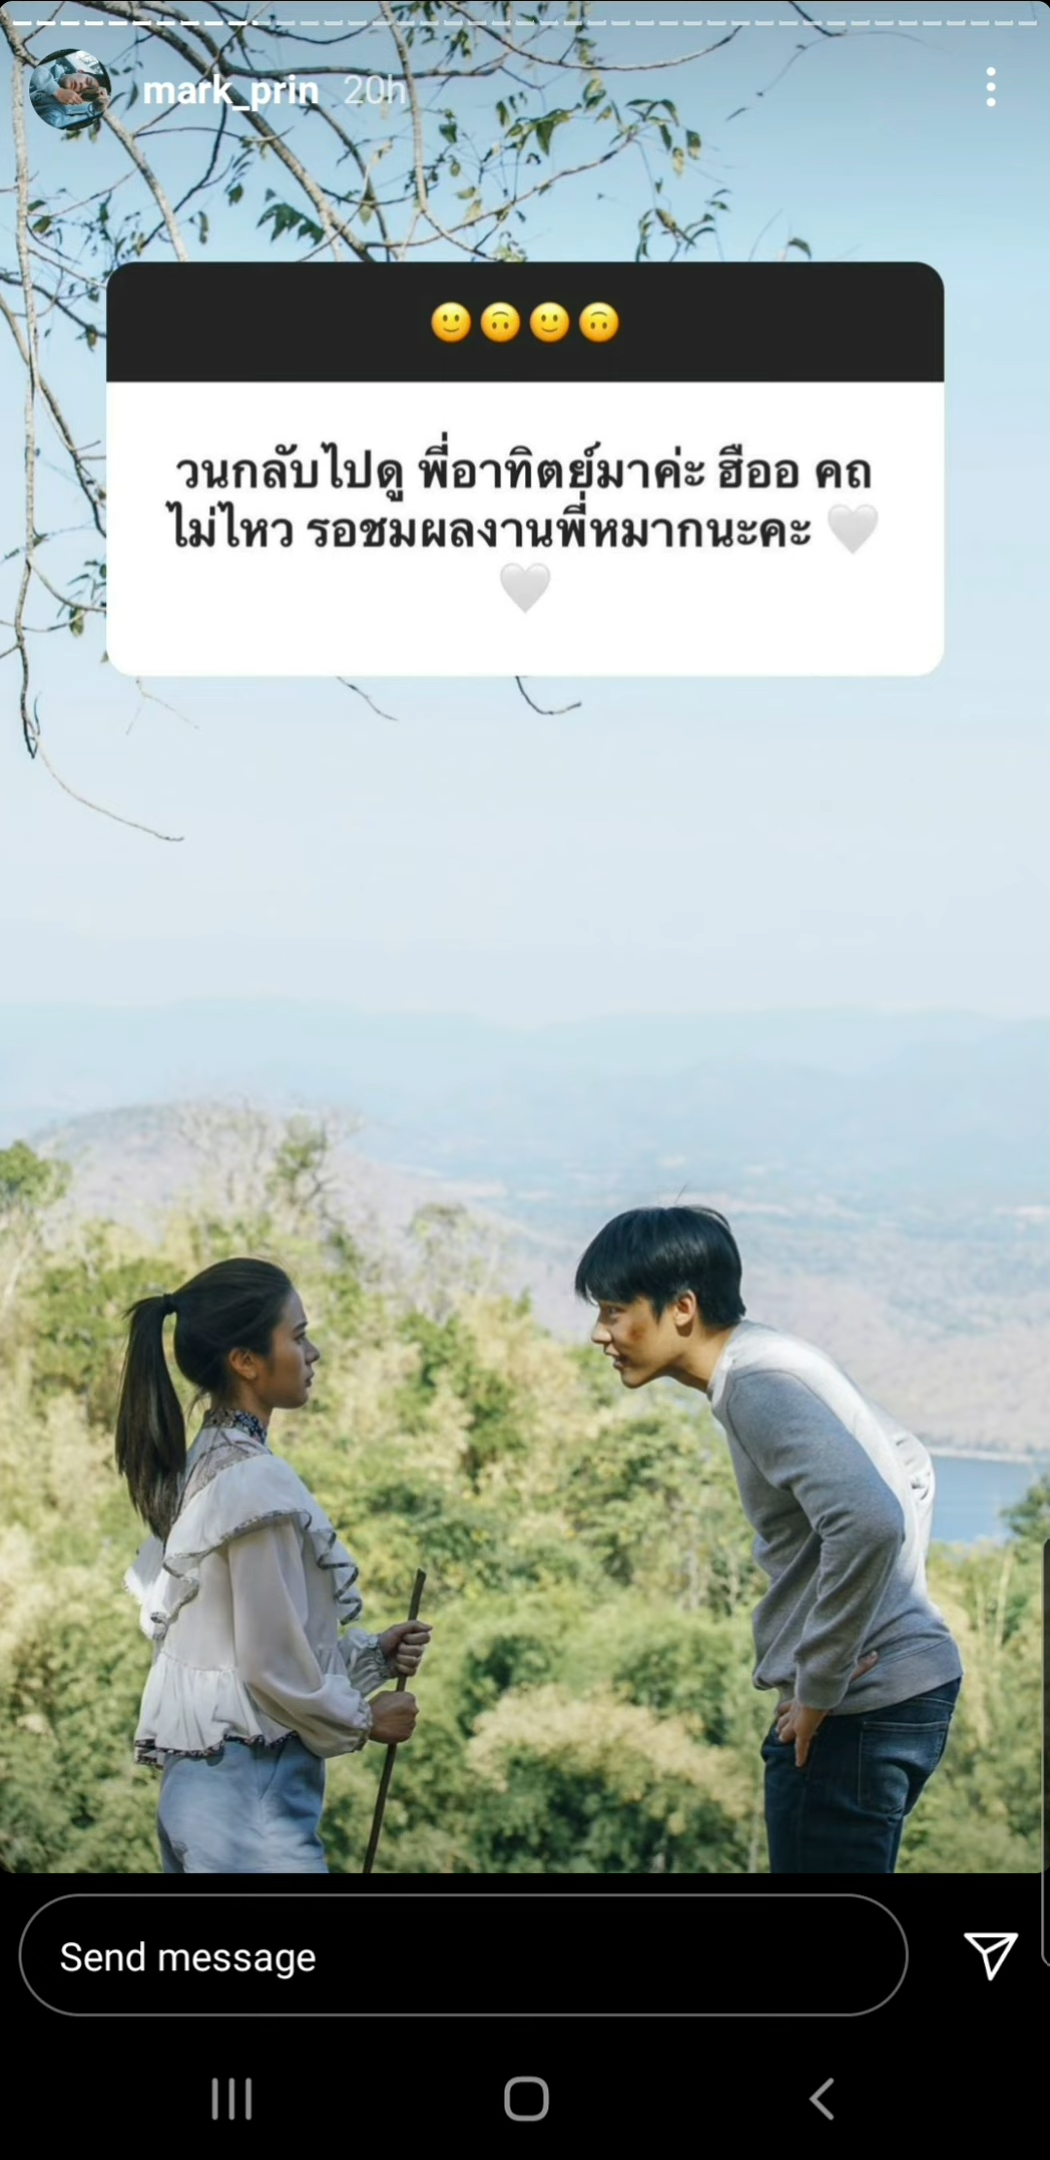 mark_prin 20h
🙂🙃🙂🙃
วนกลับไปดู พี่อาทิตย์มาค่ะ ฮือออ คถ
ไม่ไหว รอชมผลงานพี่หมากนะคะ 🤍
🤍
Send message